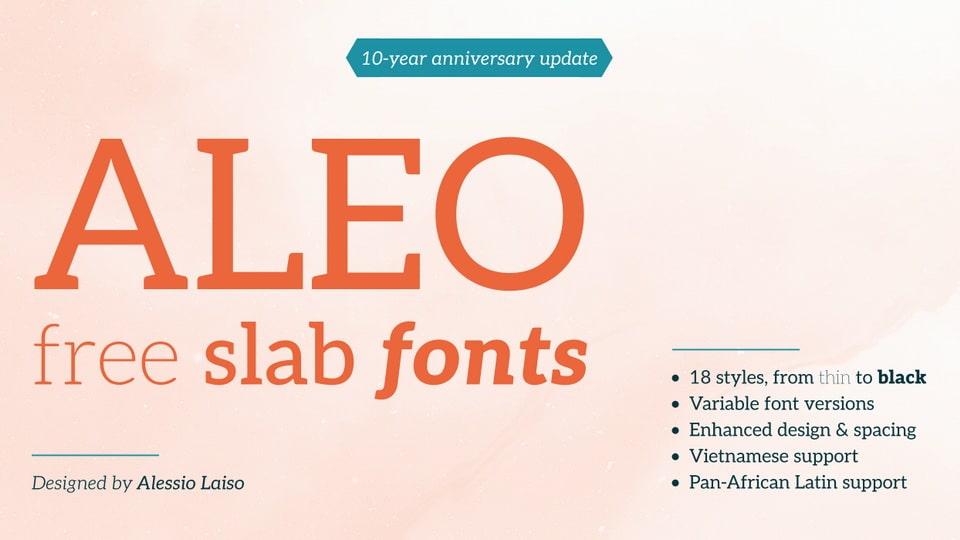 10-year anniversary update
ALEO
free slab fonts
Designed by Alessio Laiso
• 18 styles, from thin to black
• Variable font versions
• Enhanced design & spacing
• Vietnamese support
• Pan-African Latin support